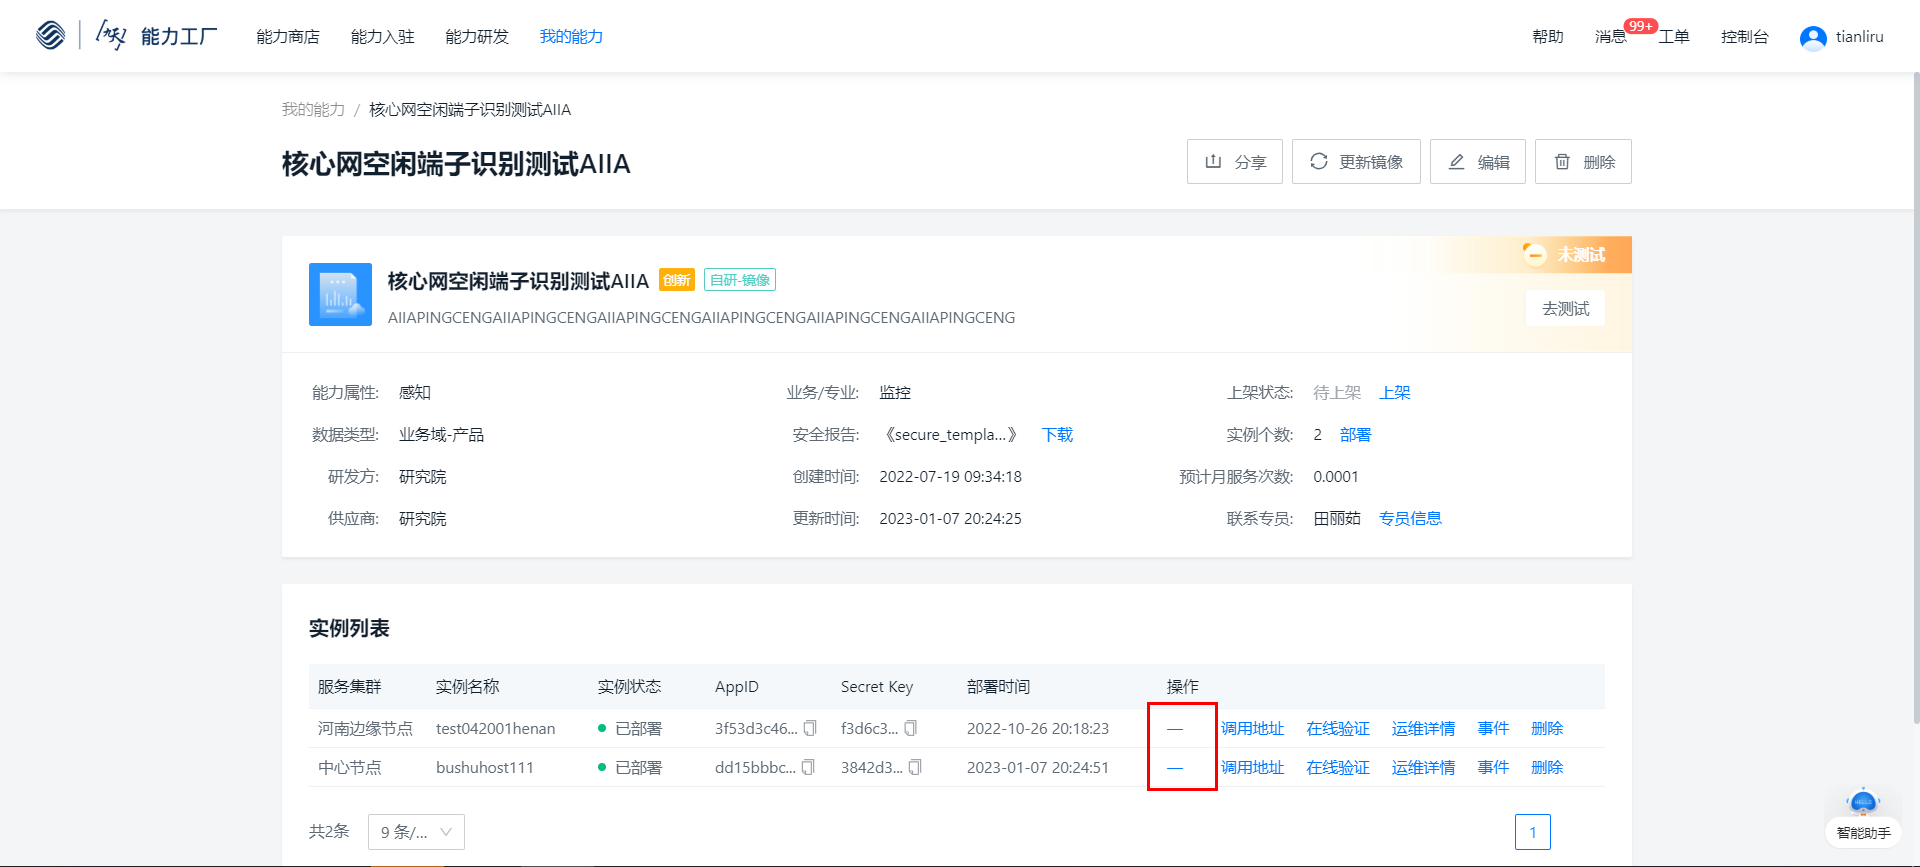 能力工厂 能力商店 能力入驻 能力研发 我的能力 帮助 消息 99+ 工单 控制台 tianliru
我的能力 / 核心网空闲端子识别测试AIIA
核心网空闲端子识别测试AIIA 分享 更新镜像 编辑 删除
未测试
核心网空闲端子识别测试AIIA 创新 自研-镜像
去测试
AIIAPINGCENGAIIAPINGCENGAIIAPINGCENGAIIAPINGCENGAIIAPINGCENGAIIAPINGCENG
能力属性: 感知 业务/专业: 监控 上架状态: 待上架 上架
数据类型: 业务域-产品 安全报告: 《secure_templa...》 下载 实例个数: 2 部署
研发方: 研究院 创建时间: 2022-07-19 09:34:18 预计月服务次数: 0.0001
供应商: 研究院 更新时间: 2023-01-07 20:24:25 联系专员: 田丽茹 专员信息
实例列表
服务集群 实例名称 实例状态 AppID Secret Key 部署时间 操作
河南边缘节点 test042001henan 已部署 3f53d3c46... f3d6c3... 2022-10-26 20:18:23 — 调用地址 在线验证 运维详情 事件 删除
中心节点 bushuhost111 已部署 dd15bbbc... 3842d3... 2023-01-07 20:24:51 — 调用地址 在线验证 运维详情 事件 删除
共2条 9 条/... 1
智能助手